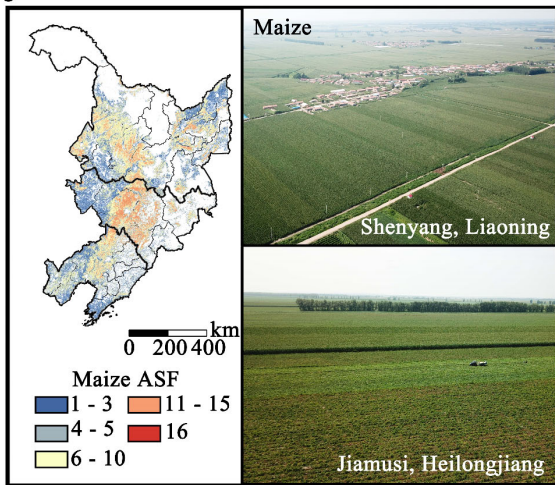 Maize
Shenyang, Liaoning
km
0 200 400
Maize ASF
1 - 3
11 - 15
4 - 5
16
6 - 10
Jiamusi, Heilongjiang